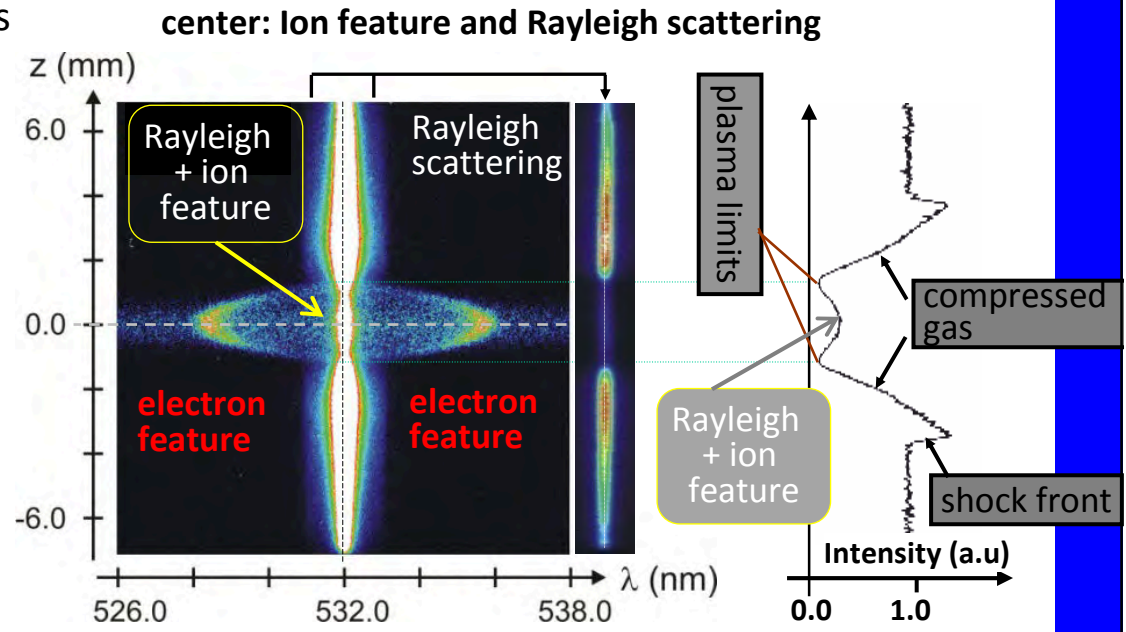 s
center: Ion feature and Rayleigh scattering
z (mm)
6.0
0.0
-6.0
Rayleigh
+ ion
feature
Rayleigh
scattering
electron
feature
electron
feature
526.0
532.0
538.0
λ (nm)
plasma limits
compressed
gas
Rayleigh
+ ion
feature
shock front
Intensity (a.u)
0.0
1.0